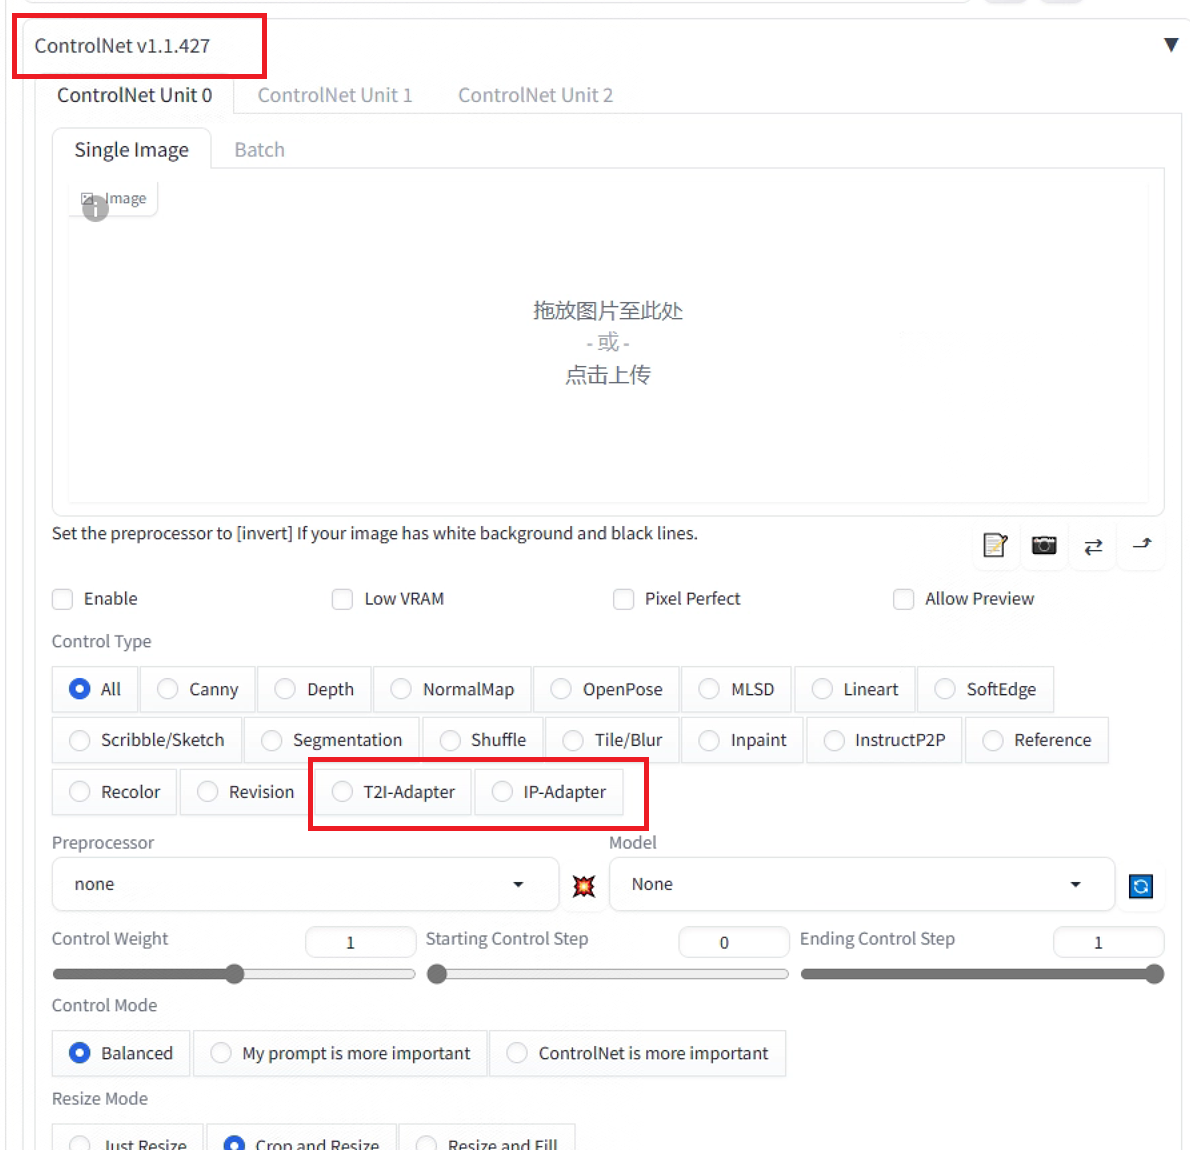 ControlNet v1.1.427
ControlNet Unit 0 ControlNet Unit 1 ControlNet Unit 2
Single Image Batch
Image
拖放图片至此处
- 或 -
点击上传
Set the preprocessor to [invert] If your image has white background and black lines.
Enable Low VRAM Pixel Perfect Allow Preview
Control Type
All Canny Depth NormalMap OpenPose MLSD Lineart SoftEdge
Scribble/Sketch Segmentation Shuffle Tile/Blur Inpaint InstructP2P Reference
Recolor Revision T2I-Adapter IP-Adapter
Preprocessor Model
none None
Control Weight 1 Starting Control Step 0 Ending Control Step 1
Control Mode
Balanced My prompt is more important ControlNet is more important
Resize Mode
Just Resize Crop and Resize Resize and Fill